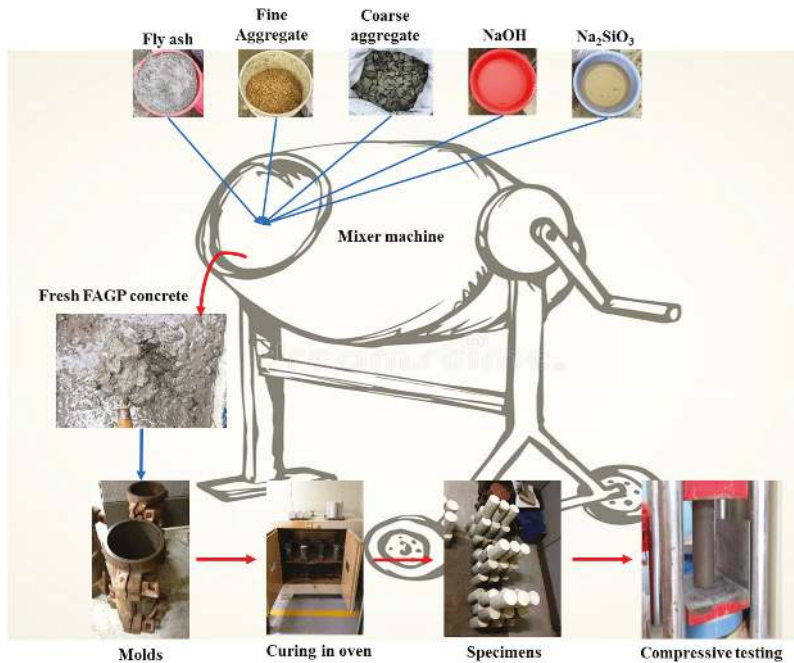 Fly ash
Fine
Aggregate
Coarse
aggregate
NaOH
Na₂SiO₃
Mixer machine
Fresh FAGP concrete
Molds
Curing in oven
Specimens
Compressive testing